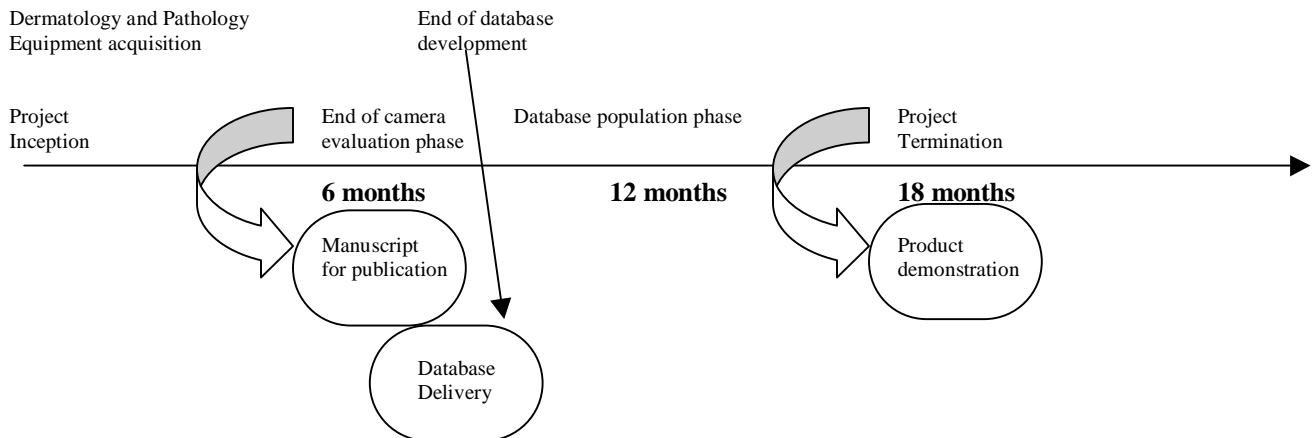 Dermatology and Pathology
Equipment acquisition
End of database
development
Project
Inception
End of camera
evaluation phase
Database population phase
Project
Termination
6 months
12 months
18 months
Manuscript
for publication
Product
demonstration
Database
Delivery